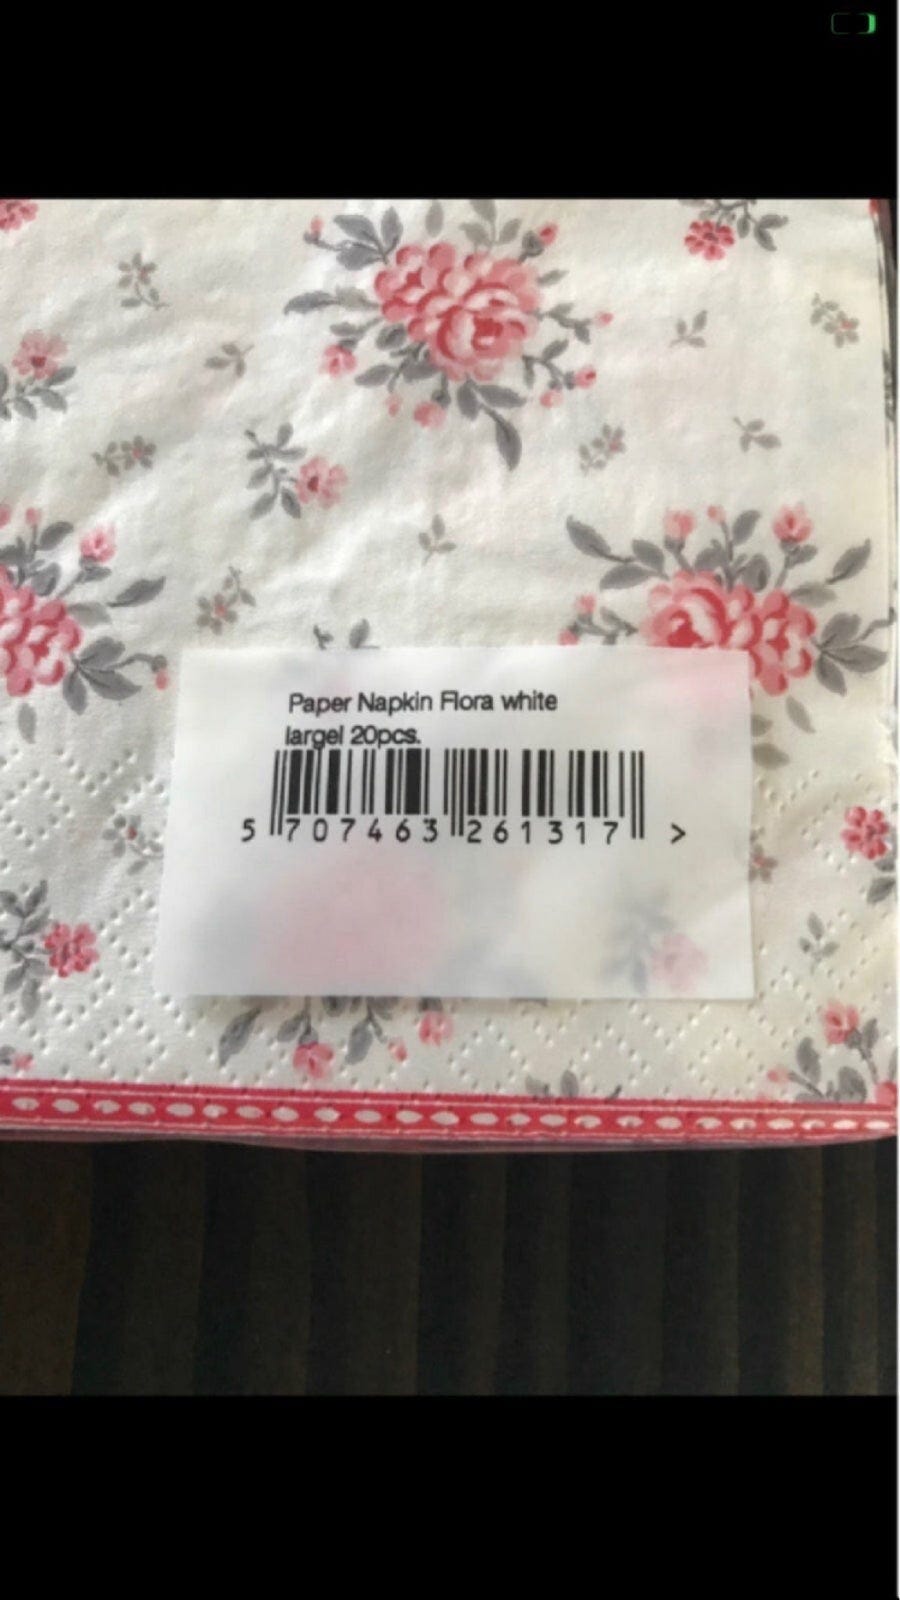 Paper Napkin Flora white
largel 20pcs.
5 707463 261317 >